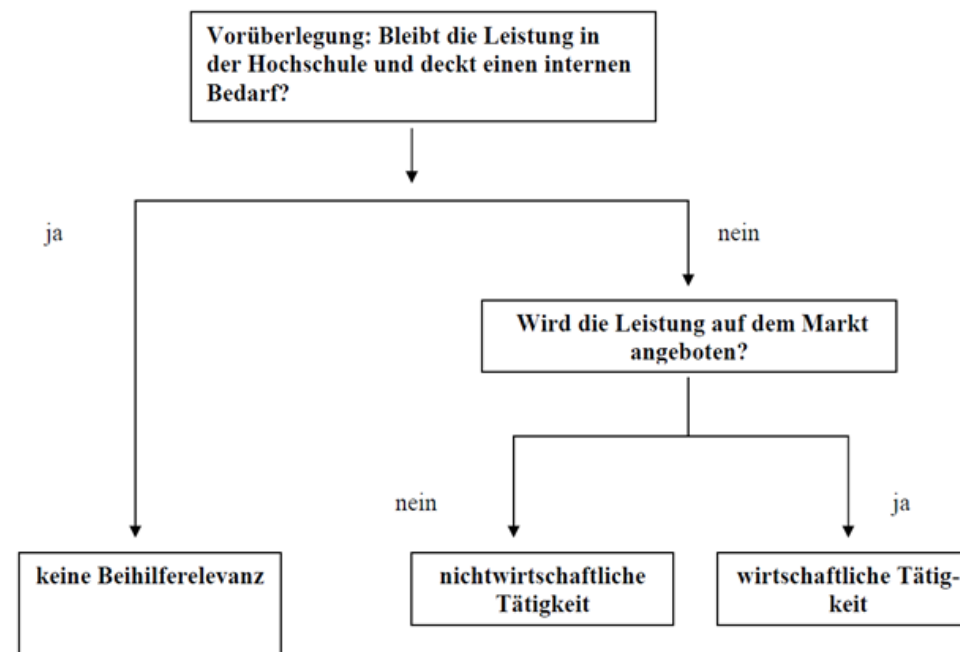 Vorüberlegung: Bleibt die Leistung in
der Hochschule und deckt einen internen
Bedarf?
ja
nein
Wird die Leistung auf dem Markt
angeboten?
nein
ja
keine Beihilferelevanz
nichtwirtschaftliche
Tätigkeit
wirtschaftliche Tätig-
keit